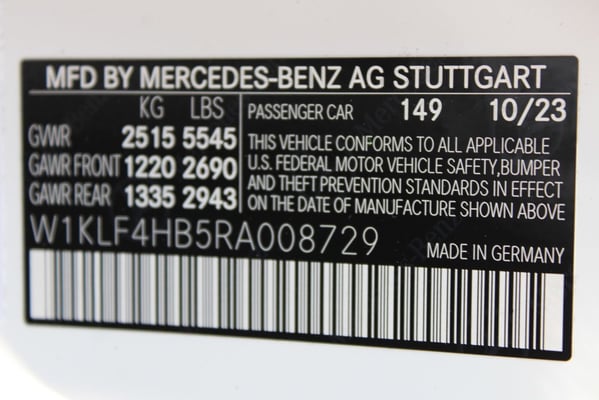 MFD BY MERCEDES-BENZ AG STUTTGART
KG LBS
GVWR 2515 5545
GAWR FRONT 1220 2690
GAWR REAR 1335 2943
PASSENGER CAR 149 10/23
THIS VEHICLE CONFORMS TO ALL APPLICABLE
U.S. FEDERAL MOTOR VEHICLE SAFETY,BUMPER
AND THEFT PREVENTION STANDARDS IN EFFECT
ON THE DATE OF MANUFACTURE SHOWN ABOVE
W1KLF4HB5RA008729
MADE IN GERMANY